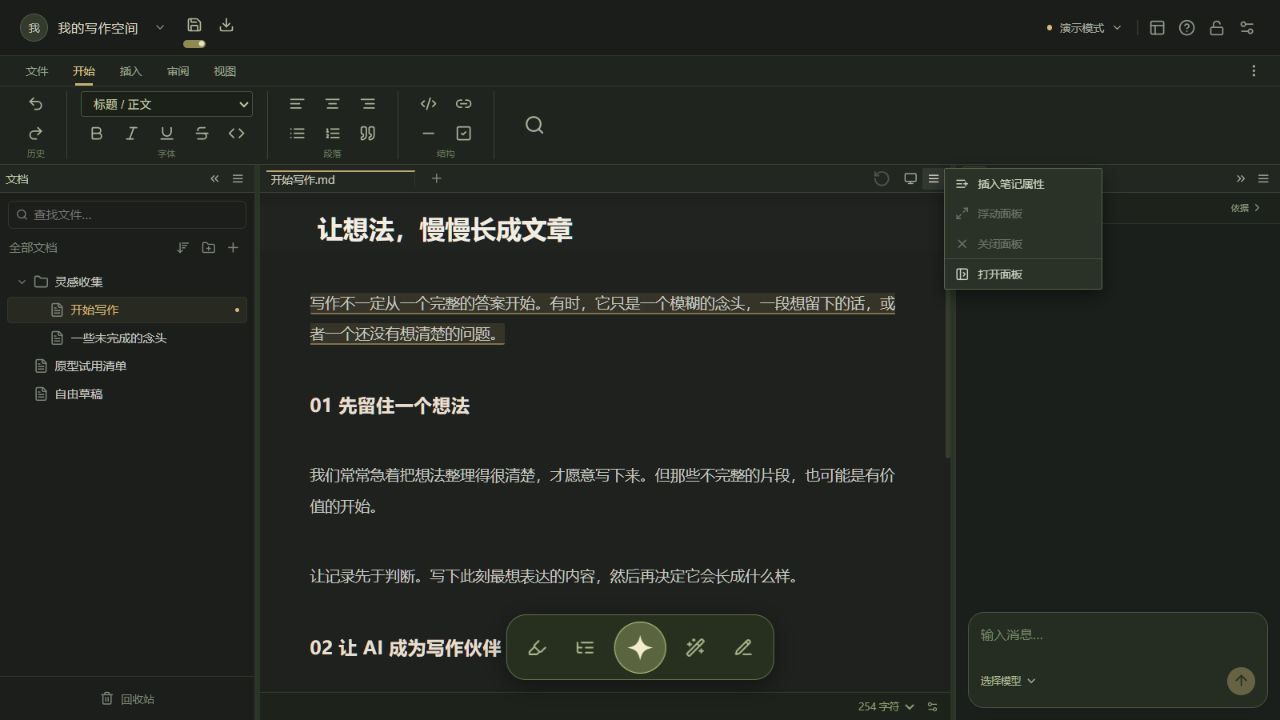 我 我的写作空间
演示模式
文件 开始 插入 审阅 视图
标题 / 正文
历史 字体 段落 结构
文档
开始写作.md
插入笔记属性
浮动面板
关闭面板
打开面板
依据
查找文件...
全部文档
灵感收集
开始写作
一些未完成的念头
原型试用清单
自由草稿
回收站
让想法，慢慢长成文章
写作不一定从一个完整的答案开始。有时，它只是一个模糊的念头，一段想留下的话，或
者一个还没有想清楚的问题。
01 先留住一个想法
我们常常急着把想法整理得很清楚，才愿意写下来。但那些不完整的片段，也可能是有价
值的开始。
让记录先于判断。写下此刻最想表达的内容，然后再决定它会长成什么样。
02 让 AI 成为写作伙伴
254 字符
输入消息...
选择模型